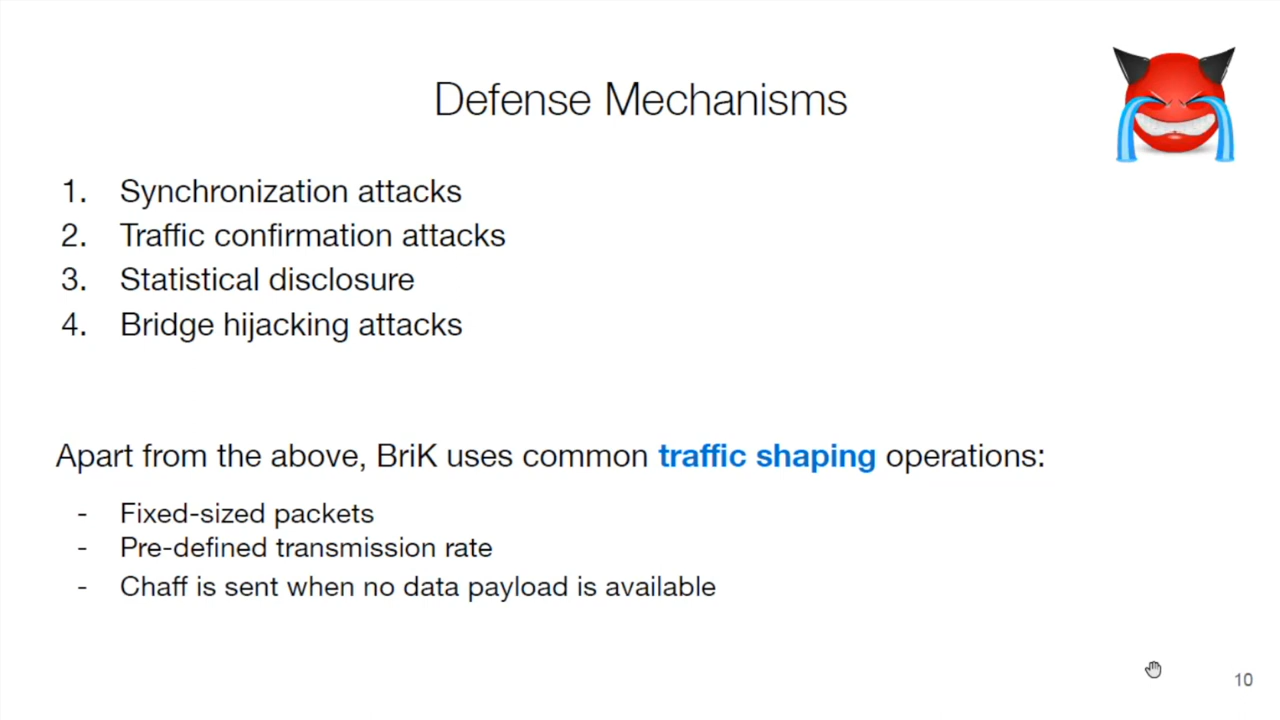 Defense Mechanisms
1. Synchronization attacks
2. Traffic confirmation attacks
3. Statistical disclosure
4. Bridge hijacking attacks
Apart from the above, BriK uses common traffic shaping operations:
- Fixed-sized packets
- Pre-defined transmission rate
- Chaff is sent when no data payload is available
10